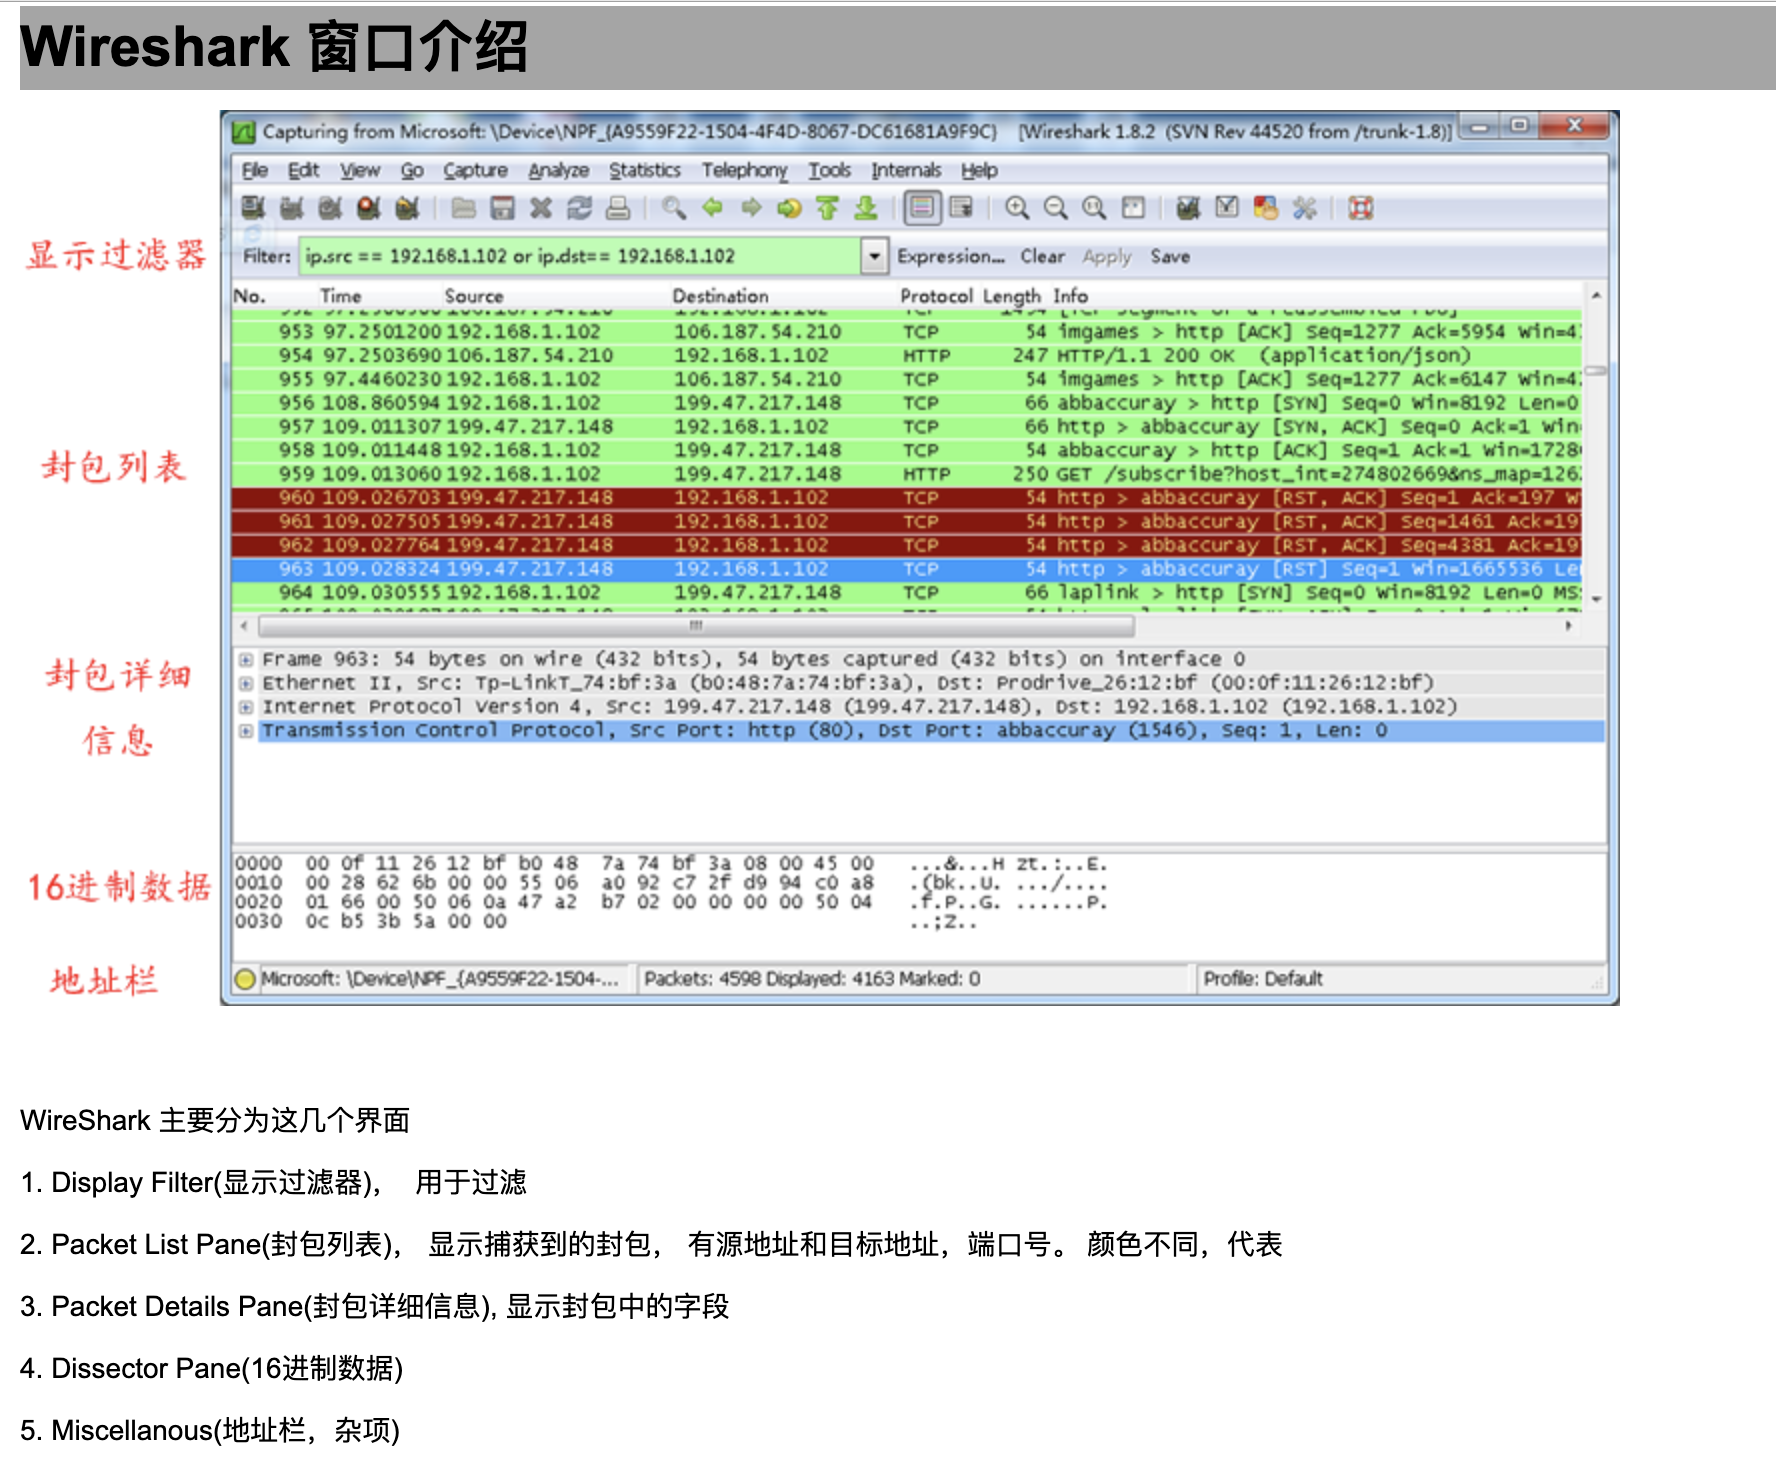 Wireshark 窗口介绍
Capturing from Microsoft: \Device\NPF_{A9559F22-1504-4F4D-8067-DC61681A9F9C} [Wireshark 1.8.2 (SVN Rev 44520 from /trunk-1.8)]
File Edit View Go Capture Analyze Statistics Telephony Tools Internals Help
显示过滤器
Filter: ip.src == 192.168.1.102 or ip.dst== 192.168.1.102 Expression... Clear Apply Save
No. Time Source Destination Protocol Length Info
953 97.2501200 192.168.1.102 106.187.54.210 TCP 54 imgames > http [ACK] Seq=1277 Ack=5954 Win=4
954 97.2503690 106.187.54.210 192.168.1.102 HTTP 247 HTTP/1.1 200 OK (application/json)
955 97.4460230 192.168.1.102 106.187.54.210 TCP 54 imgames > http [ACK] Seq=1277 Ack=6147 Win=4
956 108.860594 192.168.1.102 199.47.217.148 TCP 66 abbaccuray > http [SYN] Seq=0 Win=8192 Len=0
957 109.011307 199.47.217.148 192.168.1.102 TCP 66 http > abbaccuray [SYN, ACK] Seq=0 Ack=1 Win
958 109.011448 192.168.1.102 199.47.217.148 TCP 54 abbaccuray > http [ACK] Seq=1 Ack=1 Win=1728
959 109.013060 192.168.1.102 199.47.217.148 HTTP 250 GET /subscribe?host_int=274802669&ns_map=126
960 109.026703 199.47.217.148 192.168.1.102 TCP 54 http > abbaccuray [RST, ACK] Seq=1 Ack=197 W
961 109.027505 199.47.217.148 192.168.1.102 TCP 54 http > abbaccuray [RST, ACK] Seq=1461 Ack=19
962 109.027764 199.47.217.148 192.168.1.102 TCP 54 http > abbaccuray [RST, ACK] Seq=4381 Ack=19
963 109.028324 199.47.217.148 192.168.1.102 TCP 54 http > abbaccuray [RST] Seq=1 Win=1665536 Le
964 109.030555 192.168.1.102 199.47.217.148 TCP 66 laplink > http [SYN] Seq=0 Win=8192 Len=0 MS
封包列表
Frame 963: 54 bytes on wire (432 bits), 54 bytes captured (432 bits) on interface 0
Ethernet II, Src: Tp-LinkT_74:bf:3a (b0:48:7a:74:bf:3a), Dst: Prodrive_26:12:bf (00:0f:11:26:12:bf)
Internet Protocol Version 4, Src: 199.47.217.148 (199.47.217.148), Dst: 192.168.1.102 (192.168.1.102)
Transmission Control Protocol, Src Port: http (80), Dst Port: abbaccuray (1546), Seq: 1, Len: 0
封包详细
信息
0000 00 0f 11 26 12 bf b0 48 7a 74 bf 3a 08 00 45 00 ...&...H zt.:..E.
0010 00 28 62 6b 00 00 55 06 a0 92 c7 2f d9 94 c0 a8 .(bk..U. .../....
0020 01 66 00 50 06 0a 47 a2 b7 02 00 00 00 00 50 04 .f.P..G. ......P.
0030 0c b5 3b 5a 00 00 ..;Z..
16进制数据
地址栏
Microsoft: \Device\NPF_{A9559F22-1504-... Packets: 4598 Displayed: 4163 Marked: 0 Profile: Default
WireShark 主要分为这几个界面
1. Display Filter(显示过滤器)， 用于过滤
2. Packet List Pane(封包列表)， 显示捕获到的封包， 有源地址和目标地址，端口号。 颜色不同，代表
3. Packet Details Pane(封包详细信息), 显示封包中的字段
4. Dissector Pane(16进制数据)
5. Miscellanous(地址栏，杂项)